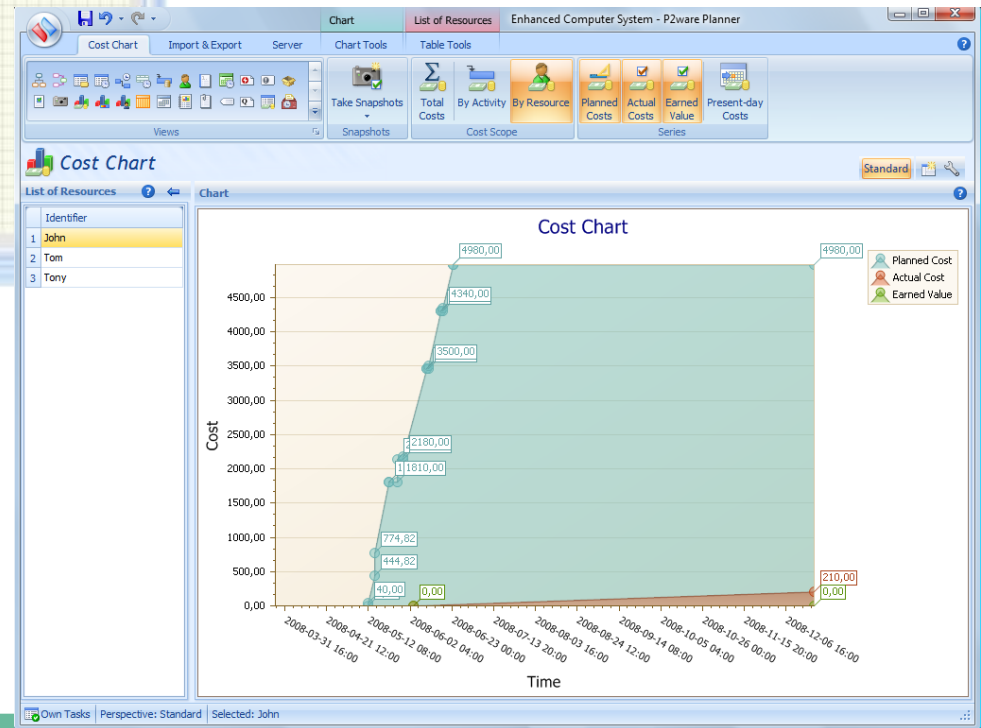 Chart List of Resources Enhanced Computer System - P2ware Planner
Cost Chart Import & Export Server Chart Tools Table Tools
Take Snapshots Total Costs By Activity By Resource Planned Costs Actual Costs Earned Value Present-day Costs
Views Snapshots Cost Scope Series
Cost Chart
Standard
List of Resources
Chart
Identifier
1 John
2 Tom
3 Tony
Cost Chart
4980,00
4980,00
Planned Cost
Actual Cost
Earned Value
4340,00
3500,00
2180,00
1810,00
774,82
444,82
40,00
0,00
210,00
0,00
4500,00
4000,00
3500,00
3000,00
2500,00
2000,00
1500,00
1000,00
500,00
0,00
Cost
2008-03-31 16:00
2008-04-21 12:00
2008-05-12 08:00
2008-06-02 04:00
2008-06-23 00:00
2008-07-13 20:00
2008-08-03 16:00
2008-08-24 12:00
2008-09-14 08:00
2008-10-05 04:00
2008-10-26 00:00
2008-11-15 20:00
2008-12-06 16:00
Time
Own Tasks Perspective: Standard Selected: John